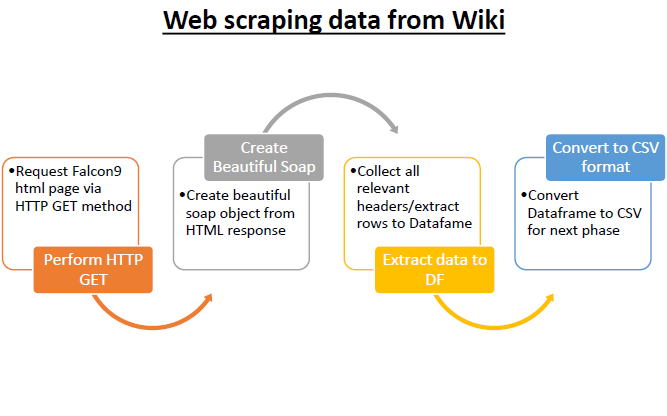 Web scraping data from Wiki
•Request Falcon9
html page via
HTTP GET method
Perform HTTP
GET
Create
Beautiful Soap
•Create beautiful
soap object from
HTML response
•Collect all
relevant
headers/extract
rows to Datafame
Extract data to
DF
Convert to CSV
format
•Convert
Dataframe to CSV
for next phase